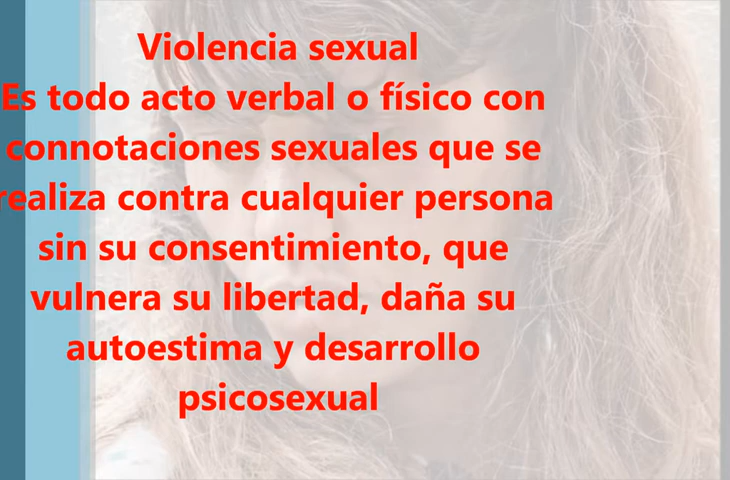 Violencia sexual
Es todo acto verbal o físico con
connotaciones sexuales que se
realiza contra cualquier persona
sin su consentimiento, que
vulnera su libertad, daña su
autoestima y desarrollo
psicosexual